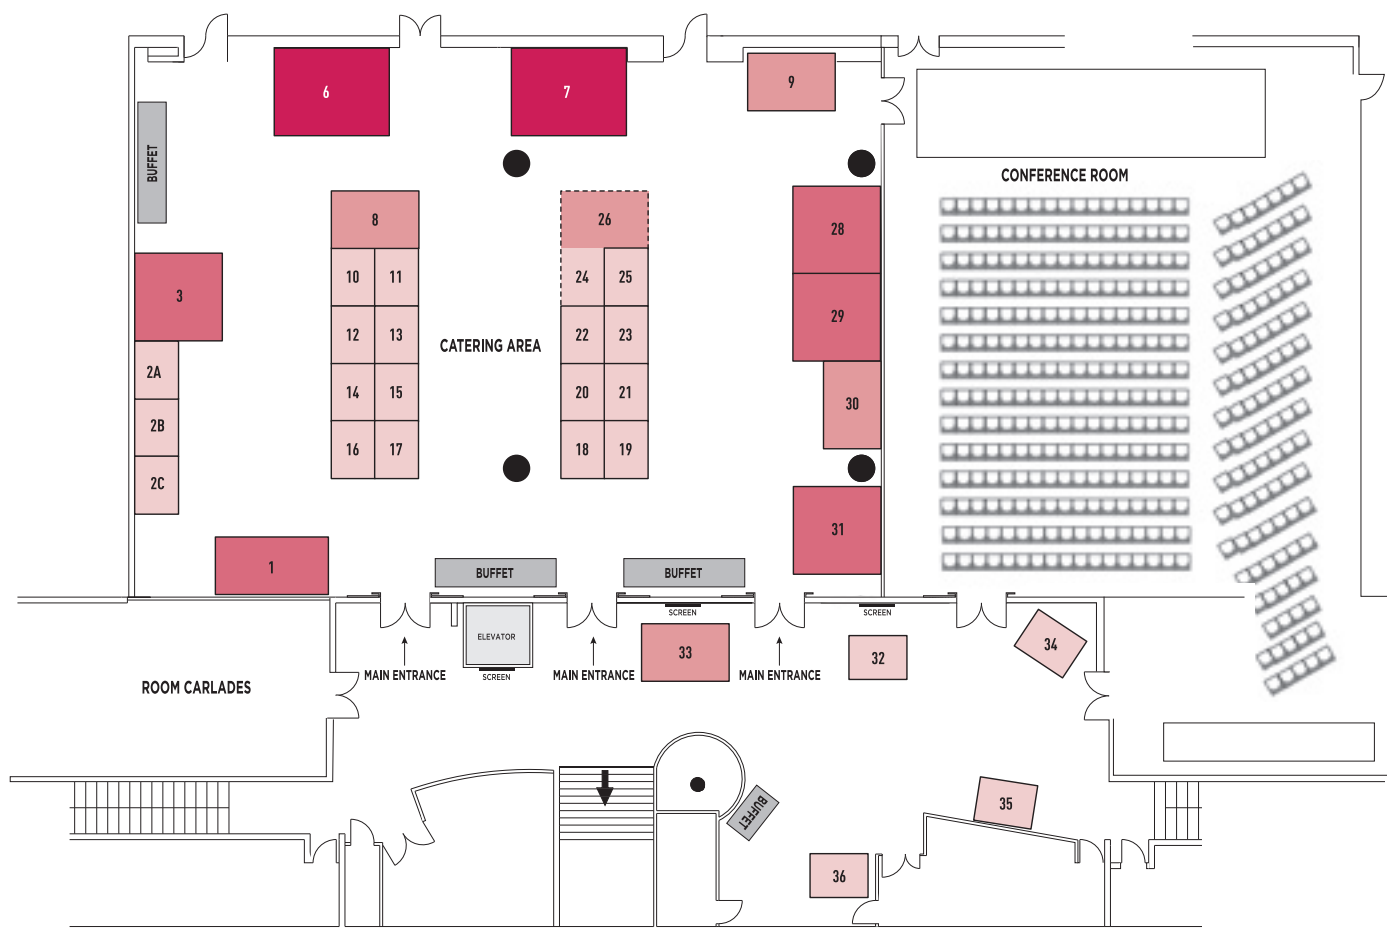 6
7
9
BUFFET
CONFERENCE ROOM
8
26
28
10
11
24
25
3
29
12
13
CATERING AREA
22
23
2A
14
15
20
21
30
2B
16
17
18
19
2C
31
1
BUFFET
BUFFET
SCREEN
SCREEN
ELEVATOR
33
32
34
MAIN ENTRANCE
SCREEN
MAIN ENTRANCE
MAIN ENTRANCE
ROOM CARLADES
BUFFET
35
36